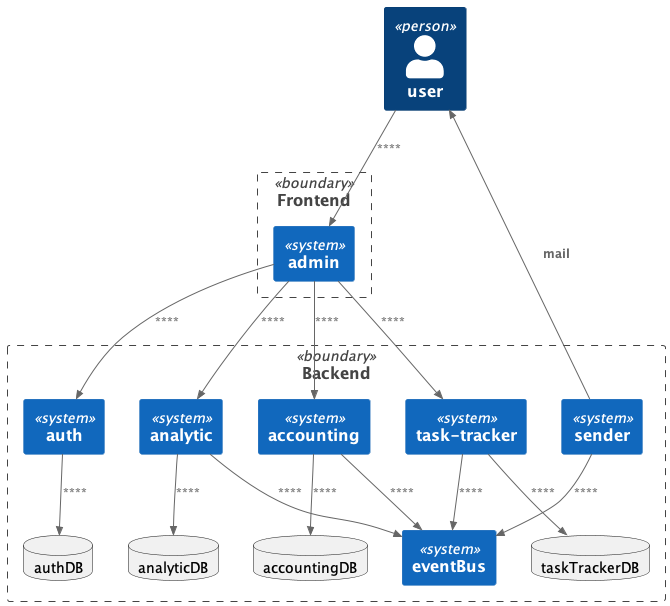 «person»
user
****
«boundary»
Frontend
«system»
admin
mail
****
****
****
****
«boundary»
Backend
«system»
auth
«system»
analytic
«system»
accounting
«system»
task-tracker
«system»
sender
****
****
****
****
****
****
****
****
authDB
analyticDB
accountingDB
«system»
eventBus
taskTrackerDB